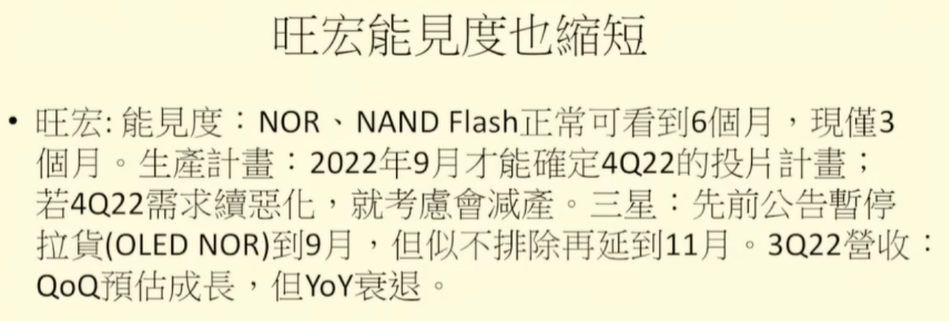 旺宏能見度也縮短
• 旺宏: 能見度：NOR、NAND Flash正常可看到6個月，現僅3
個月。生產計畫：2022年9月才能確定4Q22的投片計畫；
若4Q22需求續惡化，就考慮會減產。三星：先前公告暫停
拉貨(OLED NOR)到9月，但似不排除再延到11月。3Q22營收：
QoQ預估成長，但YoY衰退。